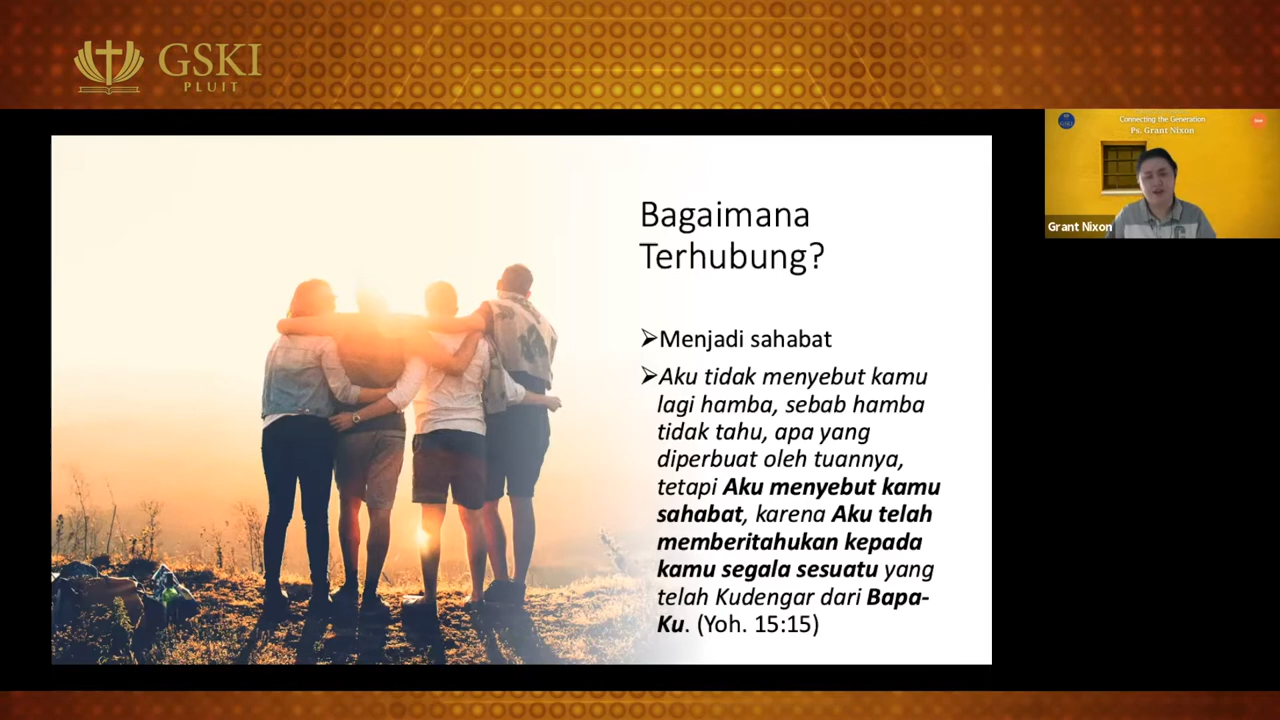 GSKI
PLUIT
Connecting the Generation
Ps. Grant Nixon
Grant Nixon
Bagaimana
Terhubung?
Menjadi sahabat
Aku tidak menyebut kamu
lagi hamba, sebab hamba
tidak tahu, apa yang
diperbuat oleh tuannya,
tetapi Aku menyebut kamu
sahabat, karena Aku telah
memberitahukan kepada
kamu segala sesuatu yang
telah Kudengar dari Bapa-
Ku. (Yoh. 15:15)